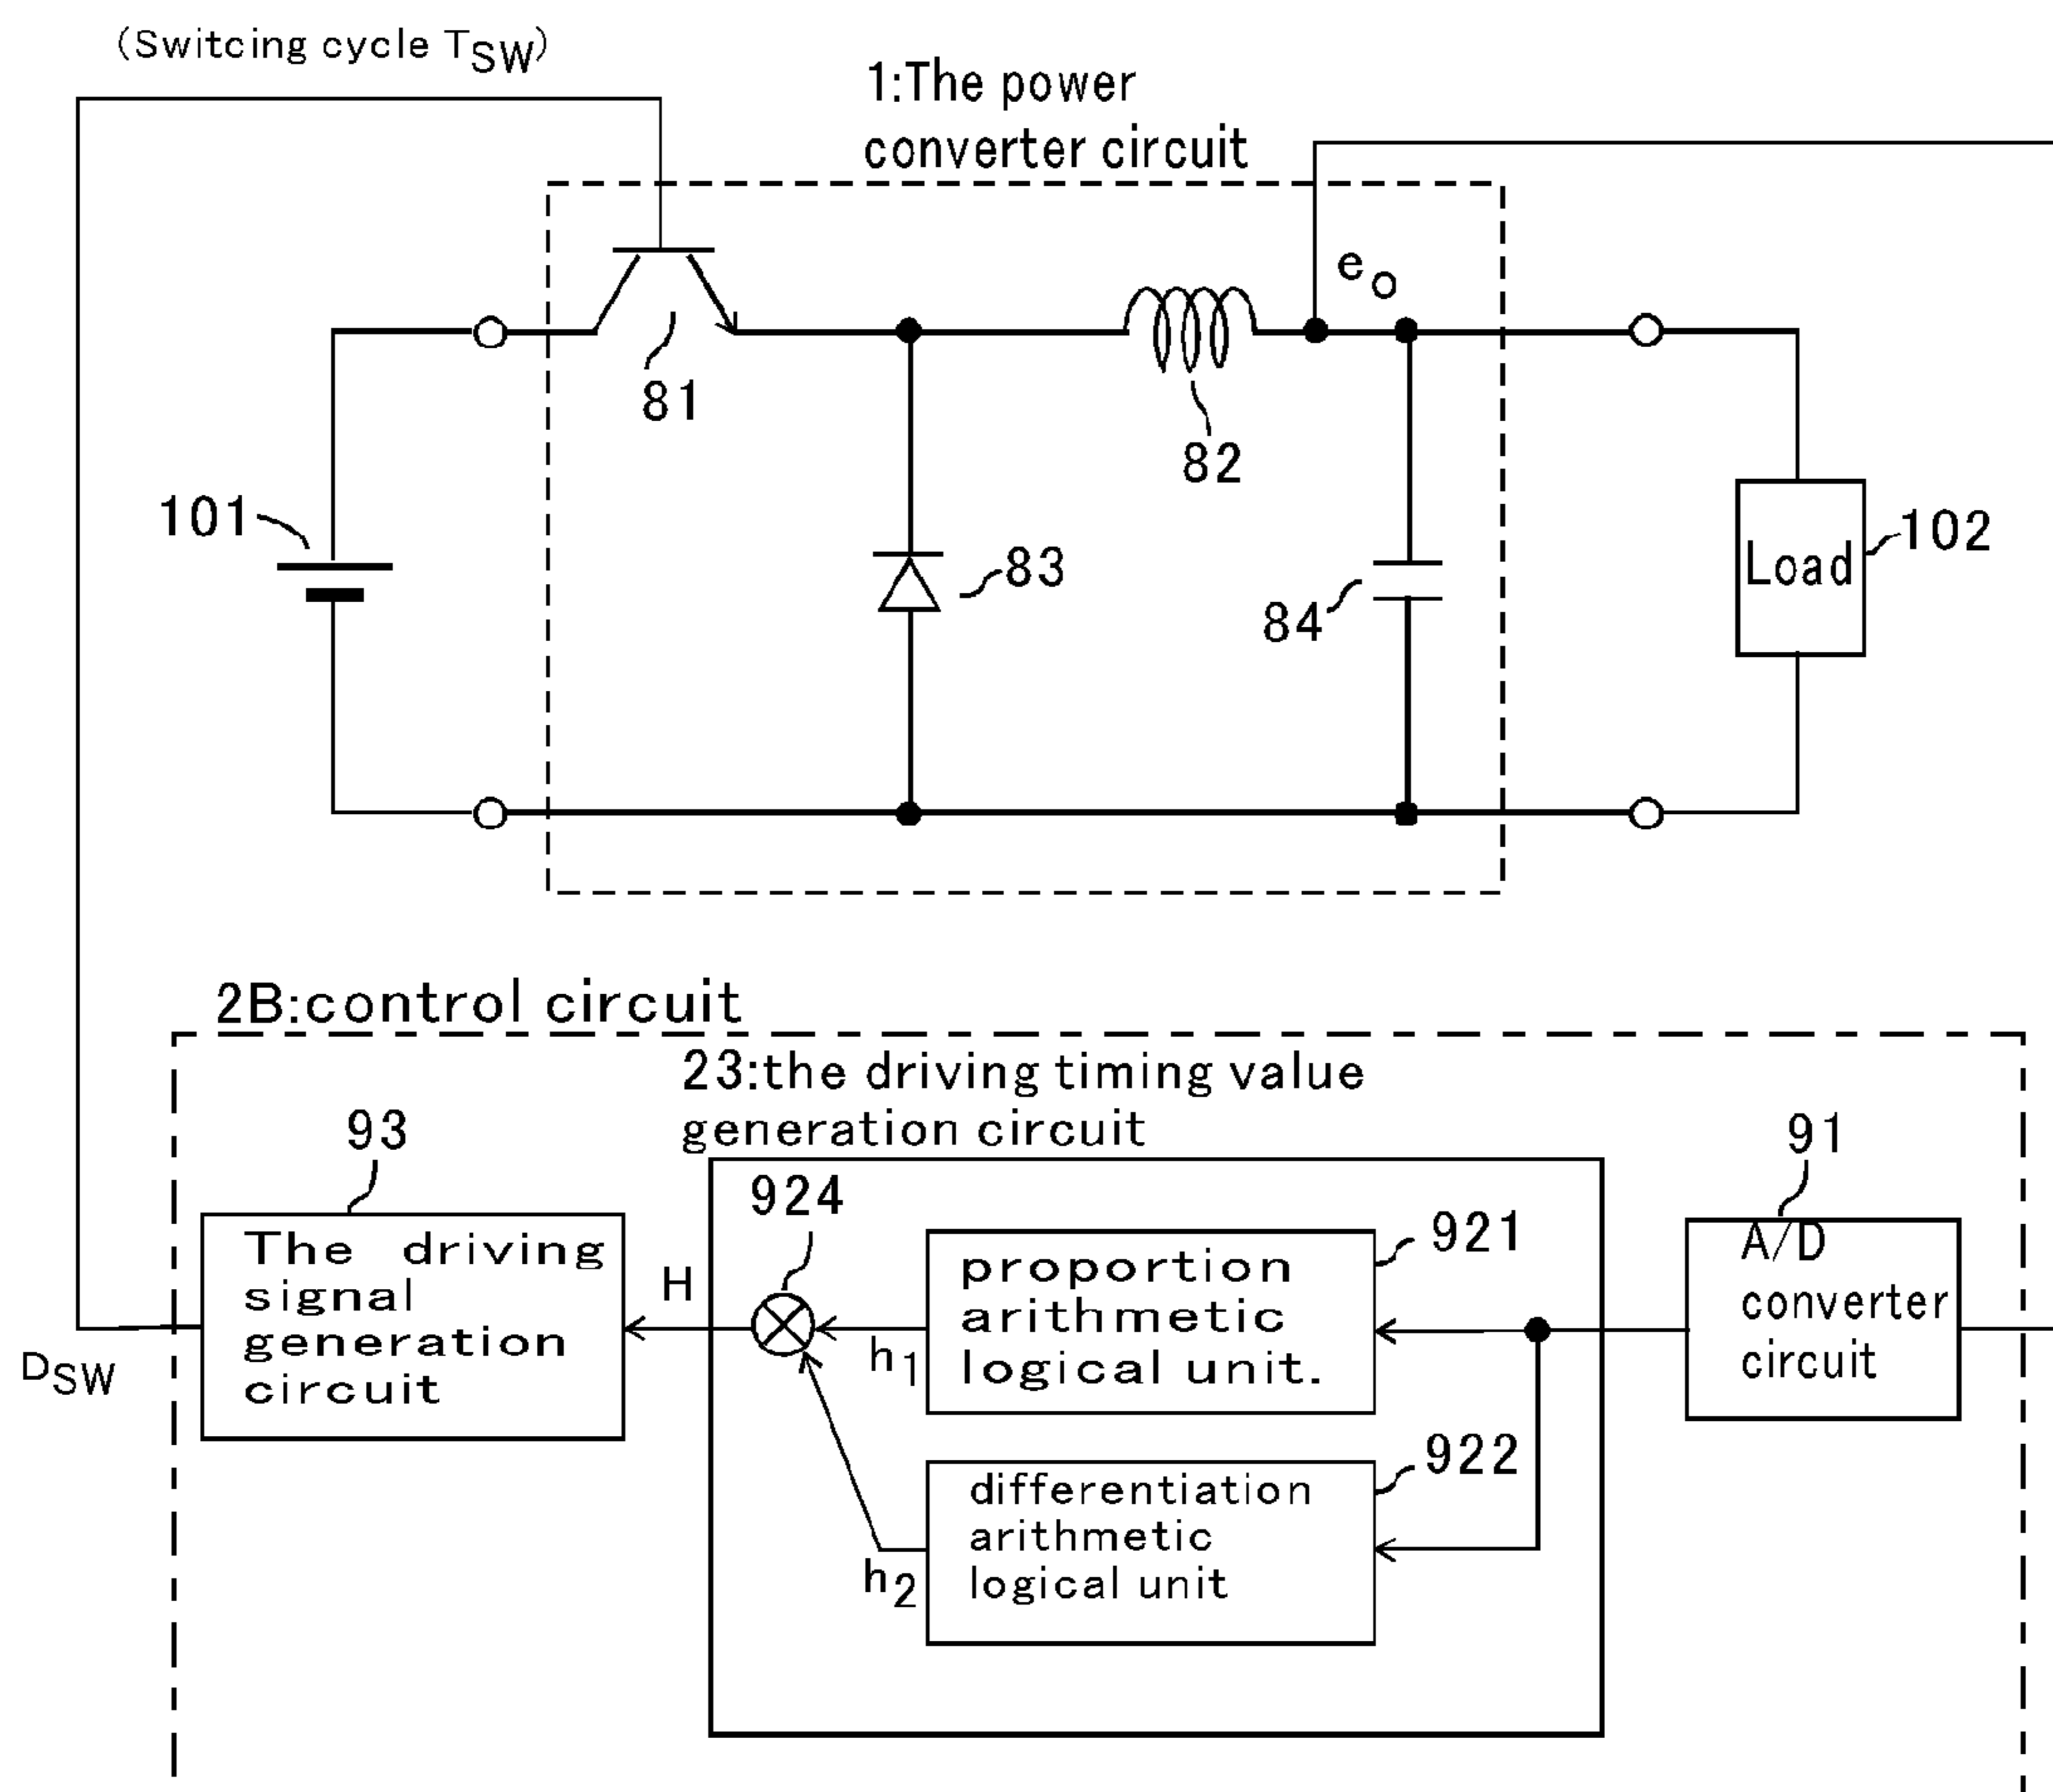 (Switcing cycle TSW)
1:The power
converter circuit
eo
81
82
101
83
84
Load
102
2B:control circuit
23:the driving timing value
generation circuit
93
91
924
921
The driving
signal
generation
circuit
H
h1
proportion
arithmetic
logical unit.
A/D
converter
circuit
DSW
922
differentiation
arithmetic
logical unit
h2